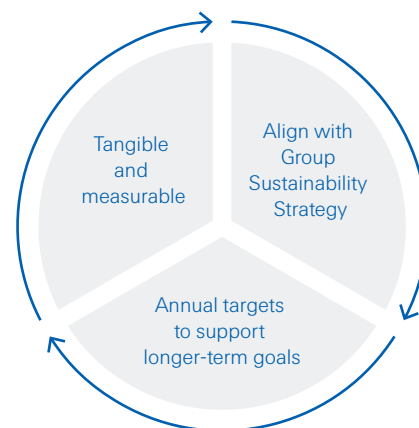 Tangible
and
measurable
Align with
Group
Sustainability
Strategy
Annual targets
to support
longer-term goals